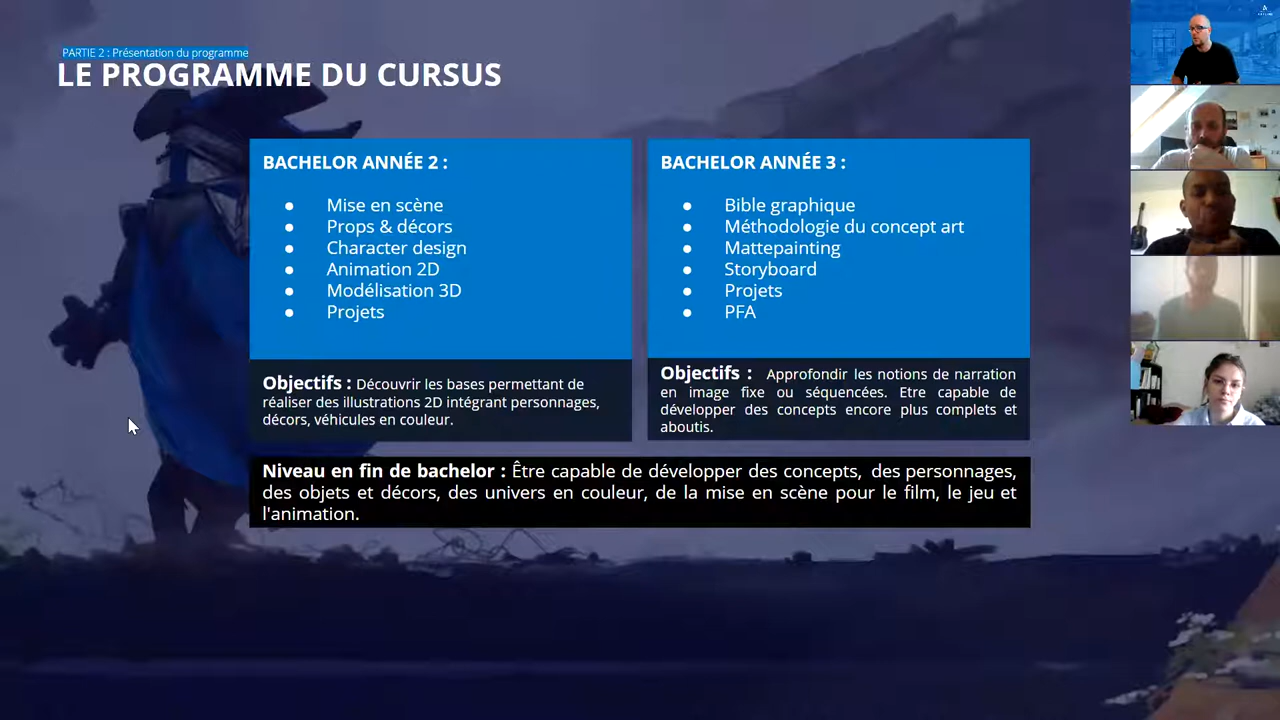 PARTIE 2 : Présentation du programme
LE PROGRAMME DU CURSUS
BACHELOR ANNÉE 2 :
● Mise en scène
● Props & décors
● Character design
● Animation 2D
● Modélisation 3D
● Projets
Objectifs : Découvrir les bases permettant de
réaliser des illustrations 2D intégrant personnages,
décors, véhicules en couleur.
BACHELOR ANNÉE 3 :
● Bible graphique
● Méthodologie du concept art
● Mattepainting
● Storyboard
● Projets
● PFA
Objectifs : Approfondir les notions de narration
en image fixe ou séquencées. Etre capable de
développer des concepts encore plus complets et
aboutis.
Niveau en fin de bachelor : Être capable de développer des concepts, des personnages,
des objets et décors, des univers en couleur, de la mise en scène pour le film, le jeu et
l'animation.